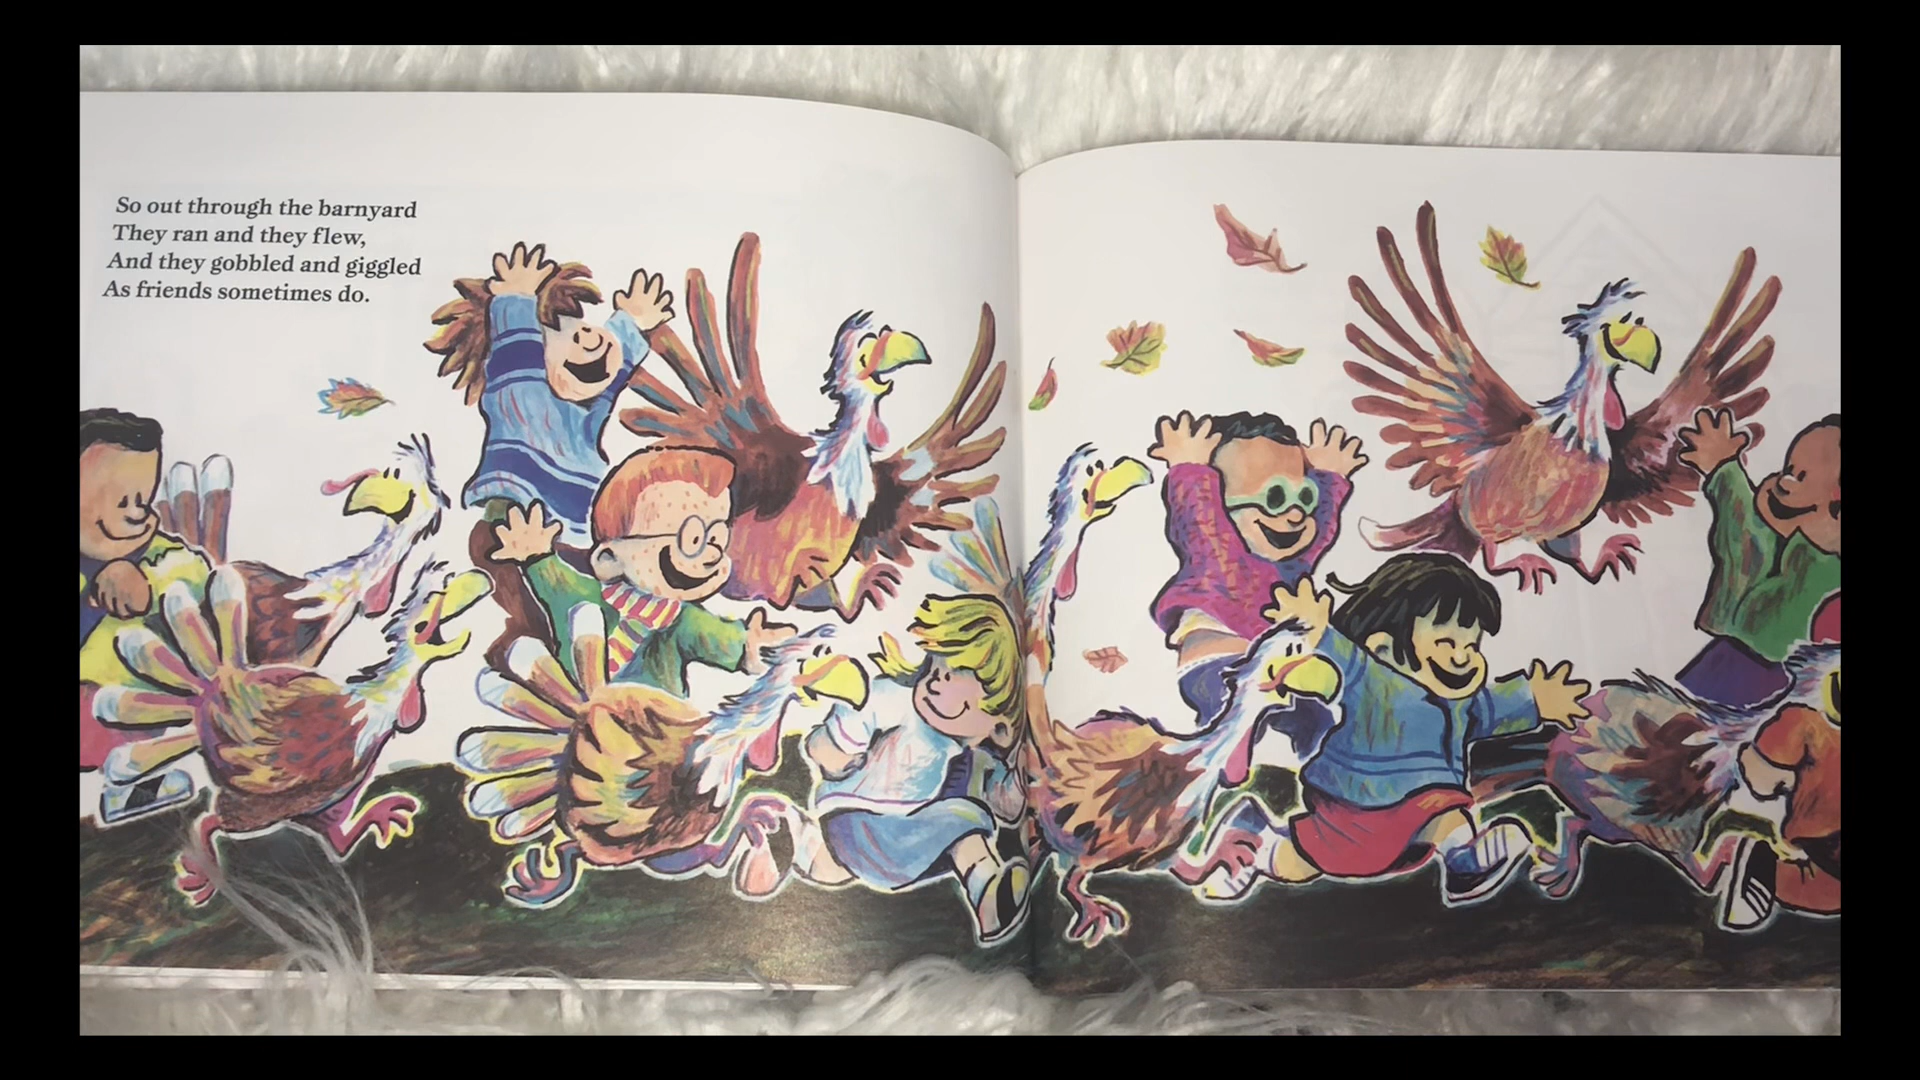 So out through the barnyard
They ran and they flew,
And they gobbled and giggled
As friends sometimes do.